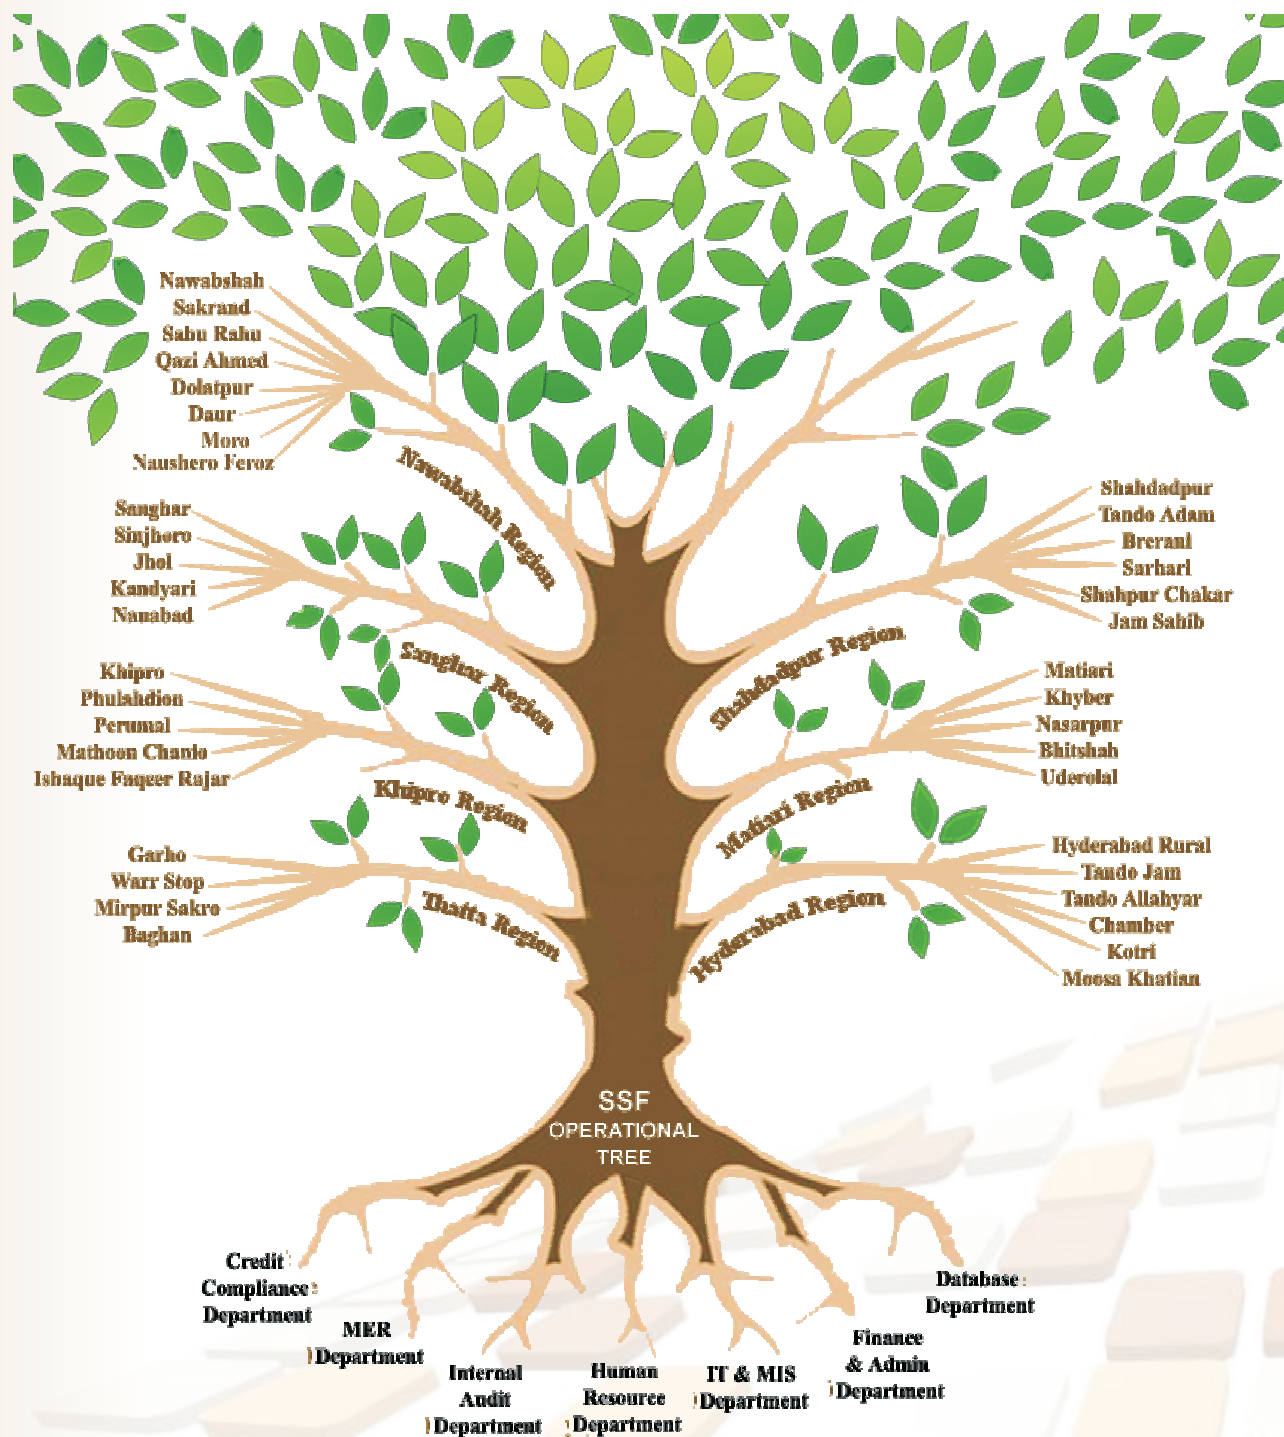 Nawabshah
Sakrand
Sabu Rahu
Qazi Ahmed
Dolatpur
Daur
Moro
Naushero Feroz
Nawabshah Region
Sanghar
Sinjhoro
Jhol
Kandyari
Nanabad
Sanghar Region
Khipro
Phulahdion
Perumal
Mathoon Chanio
Ishaque Faqeer Rajar
Khipro Region
Garho
Warr Stop
Mirpur Sakro
Baghan
Thatta Region
Shahdadpur
Tando Adam
Brerani
Sarhari
Shahpur Chakar
Jam Sahib
Shahdadpur Region
Matiari
Khyber
Nasarpur
Bhitshah
Uderolal
Matiari Region
Hyderabad Rural
Tando Jam
Tando Allahyar
Chamber
Kotri
Moosa Khatian
Hyderabad Region
SSF
OPERATIONAL
TREE
Credit
Compliance
Department
MER
Department
Internal
Audit
Department
Human
Resource
Department
IT & MIS
Department
Finance
& Admin
Department
Database
Department